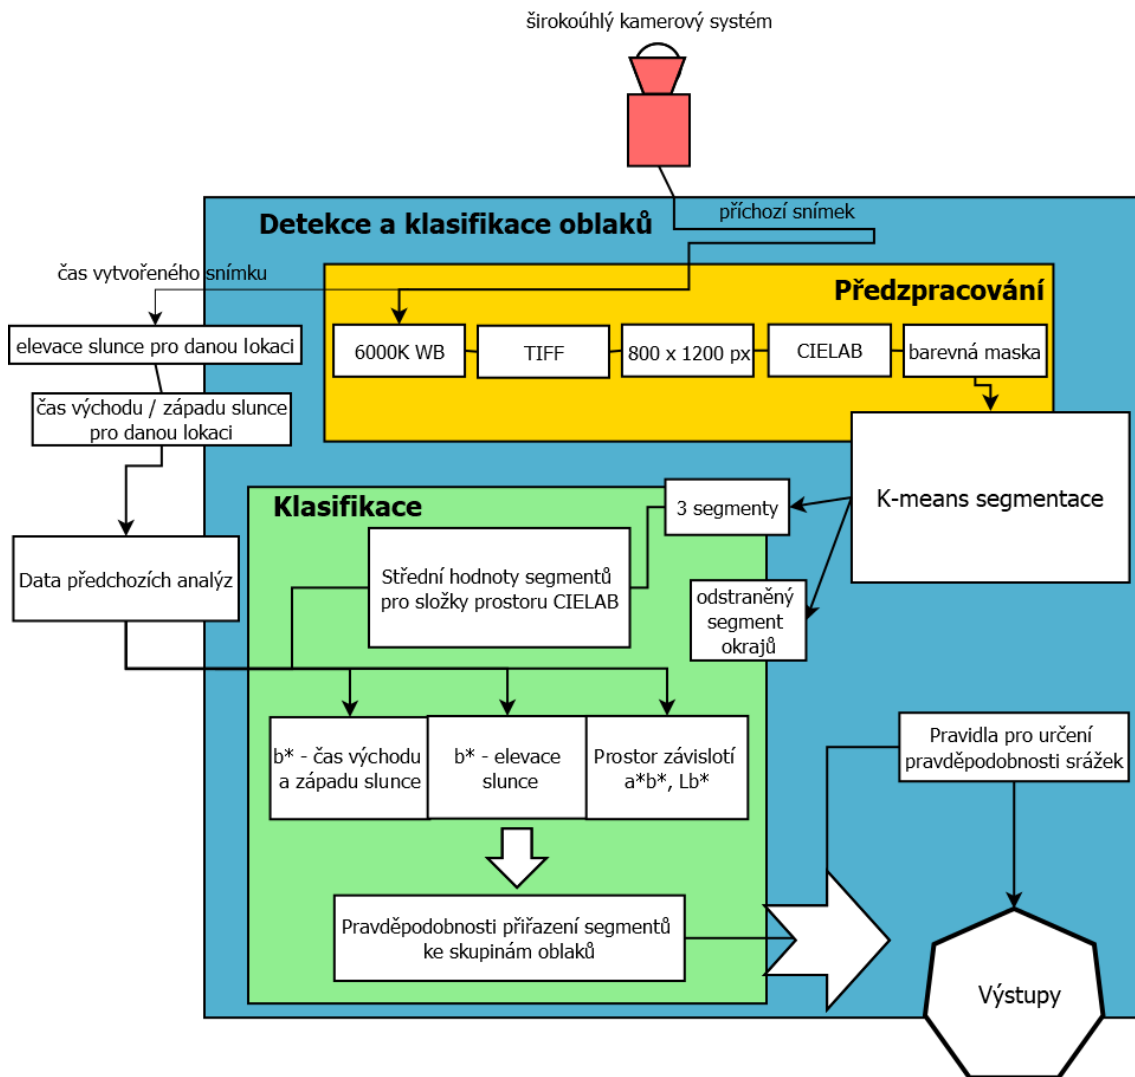 širokoúhlý kamerový systém
příchozí snímek
Detekce a klasifikace oblaků
čas vytvořeného snímku
Předzpracování
elevace slunce pro danou lokaci
6000K WB
TIFF
800 x 1200 px
CIELAB
barevná maska
čas východu / západu slunce
pro danou lokaci
K-means segmentace
Klasifikace
3 segmenty
Data předchozích analýz
Střední hodnoty segmentů
pro složky prostoru CIELAB
odstraněný
segment
okrajů
b* - čas východu
a západu slunce
b* - elevace
slunce
Prostor závislotí
a*b*, Lb*
Pravidla pro určení
pravděpodobnosti srážek
Pravděpodobnosti přiřazení segmentů
ke skupinám oblaků
Výstupy